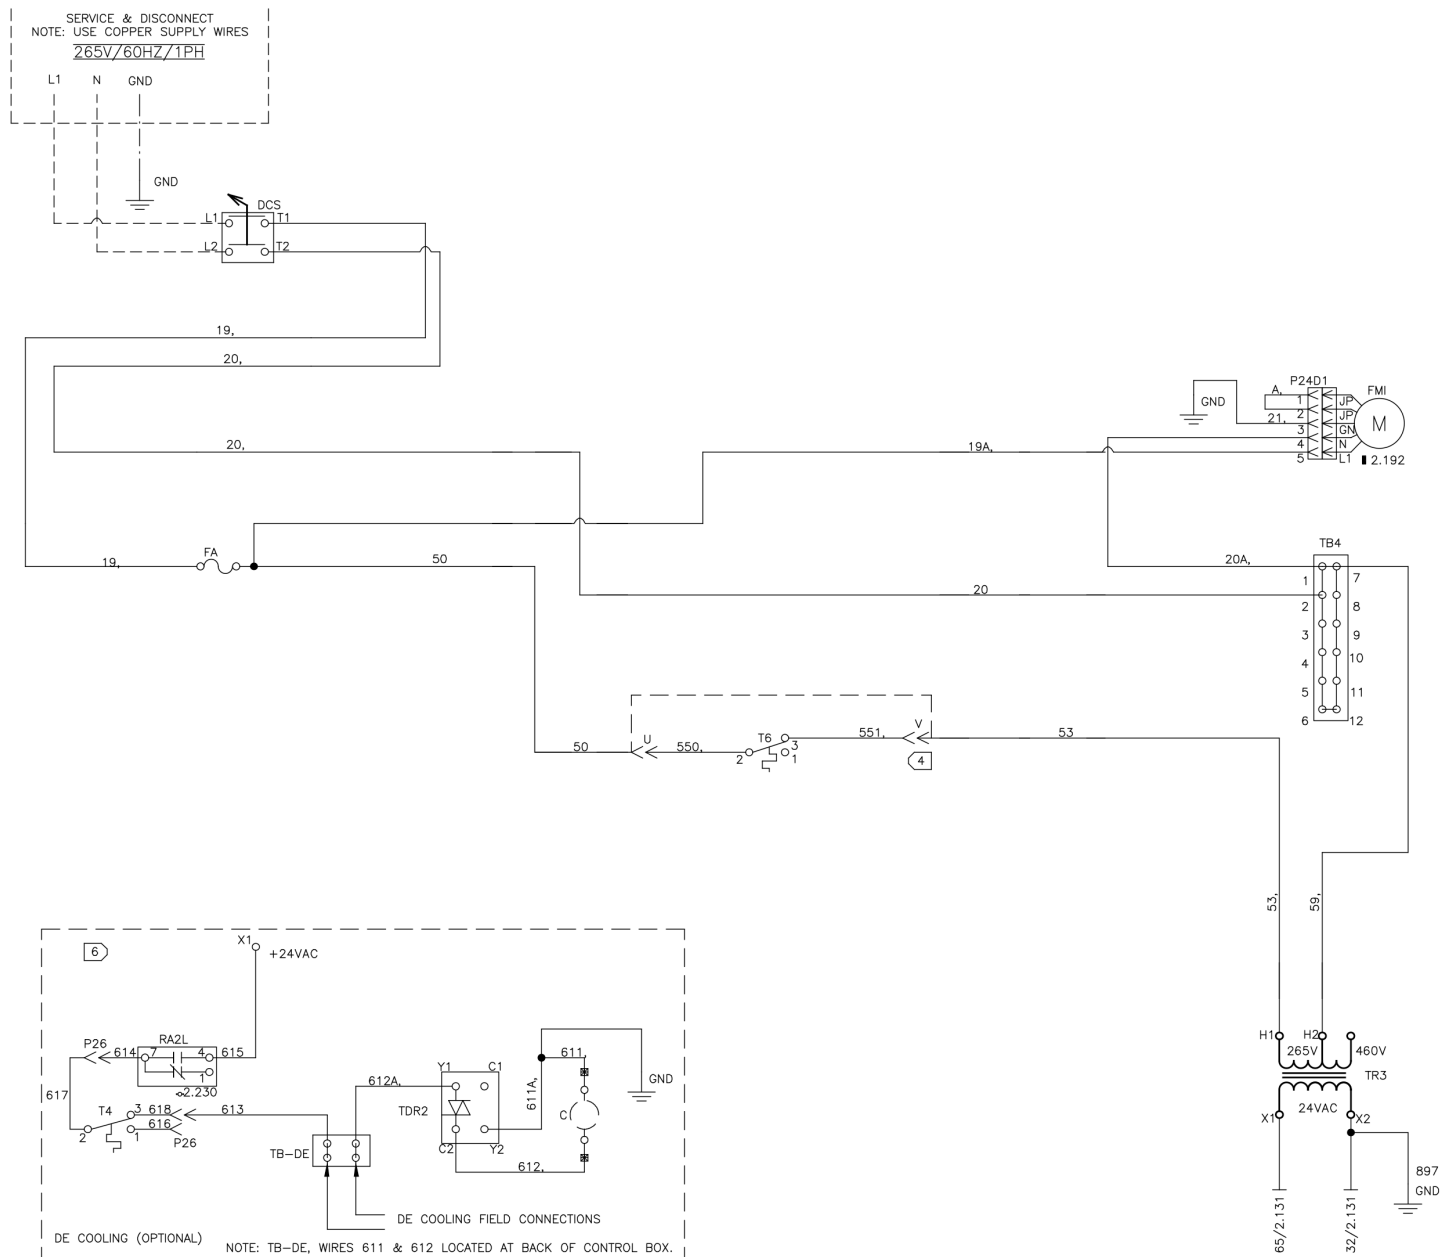 SERVICE & DISCONNECT
NOTE: USE COPPER SUPPLY WIRES
265V/60HZ/1PH
L1 N GND
GND
DCS
L1 T1
L2 T2
19,
20,
P24D1 FMI
A,
GND
1 JP
21, 2 JP
3 GN
M
20, 19A, 4 N
5 L1 2.192
TB4
FA
19, 50 20A,
1 7
20
2 8
3 9
4 10
5 11
6 12
V
U T6 551, 53
50 550, 3
2 1
4
53, 59,
6
X1
+24VAC
H1 H2
265V 460V
TR3
24VAC
X1 X2
RA2L
P26
614 7 4 615
1
2.230
617
T4 3 618 613
616
2 1 P26
Y1 C1 611,
GND
612A,
611A,
TDR2 C
C2 Y2
TB-DE
612,
897
GND
65/2.131 32/2.131
DE COOLING FIELD CONNECTIONS
DE COOLING (OPTIONAL)
NOTE: TB-DE, WIRES 611 & 612 LOCATED AT BACK OF CONTROL BOX.